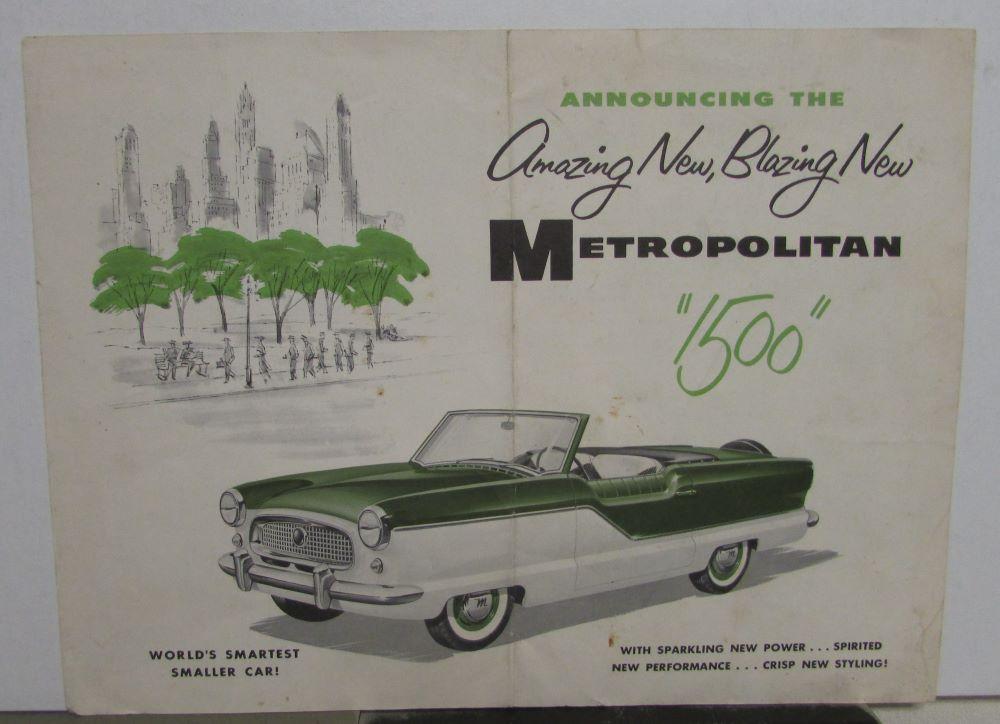 ANNOUNCING THE
Amazing New, Blazing New
METROPOLITAN
"1500"
M
M
WORLD'S SMARTEST
SMALLER CAR!
WITH SPARKLING NEW POWER . . . SPIRITED
NEW PERFORMANCE . . . CRISP NEW STYLING!